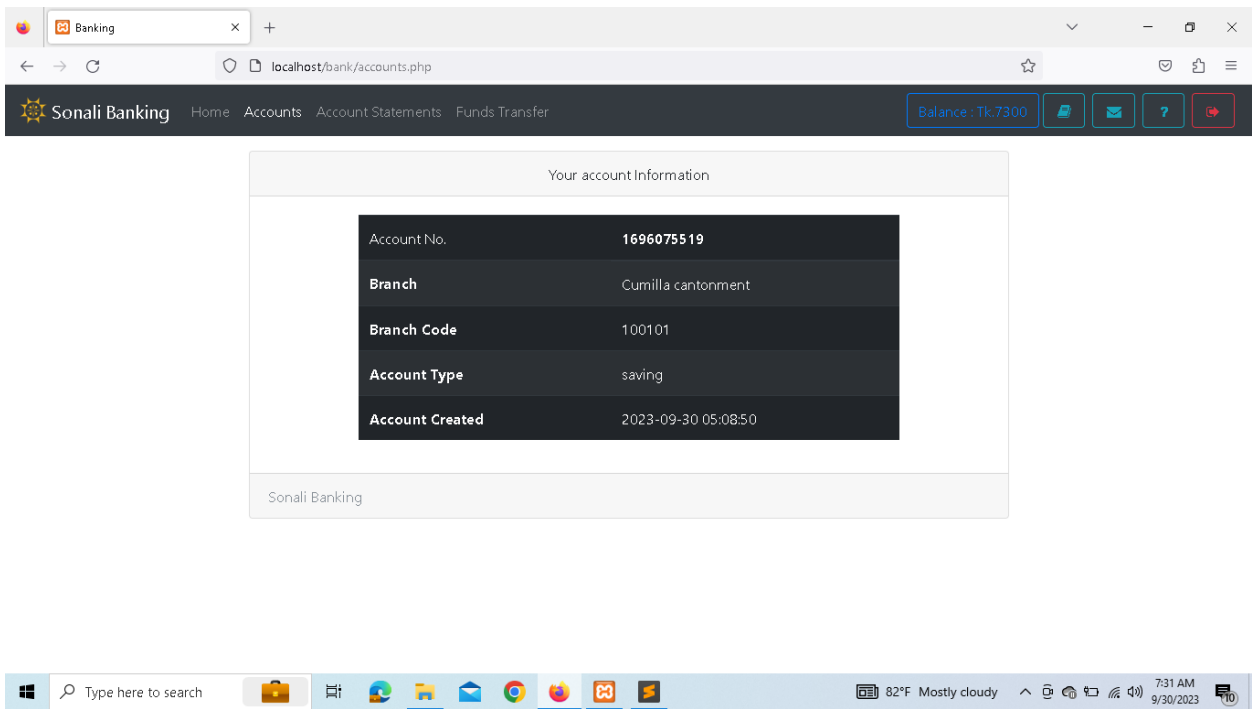 Banking
localhost/bank/accounts.php
Sonali Banking Home Accounts Account Statements Funds Transfer Balance : Tk.7300 ?
Your account Information
Account No. 1696075519
Branch Cumilla cantonment
Branch Code 100101
Account Type saving
Account Created 2023-09-30 05:08:50
Sonali Banking
Type here to search 82°F Mostly cloudy 7:31 AM
9/30/2023
10